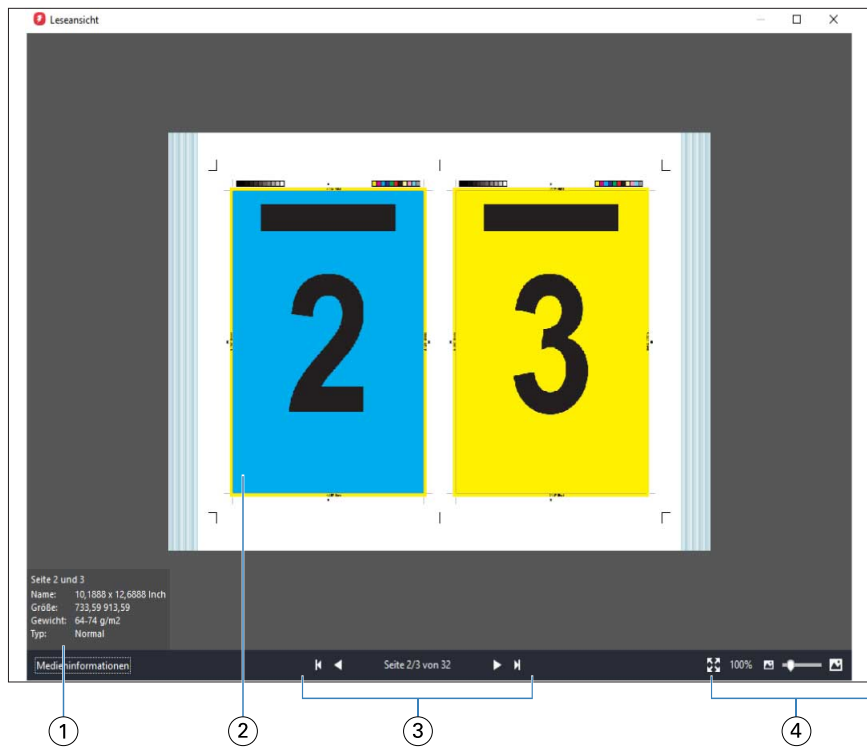 Leseansicht
2
3
Seite 2 und 3
Name: 10,1888 x 12,6888 Inch
Größe: 733,59 913,59
Gewicht: 64-74 g/m2
Typ: Normal
Medieninformationen
Seite 2/3 von 32
100%
1
2
3
4